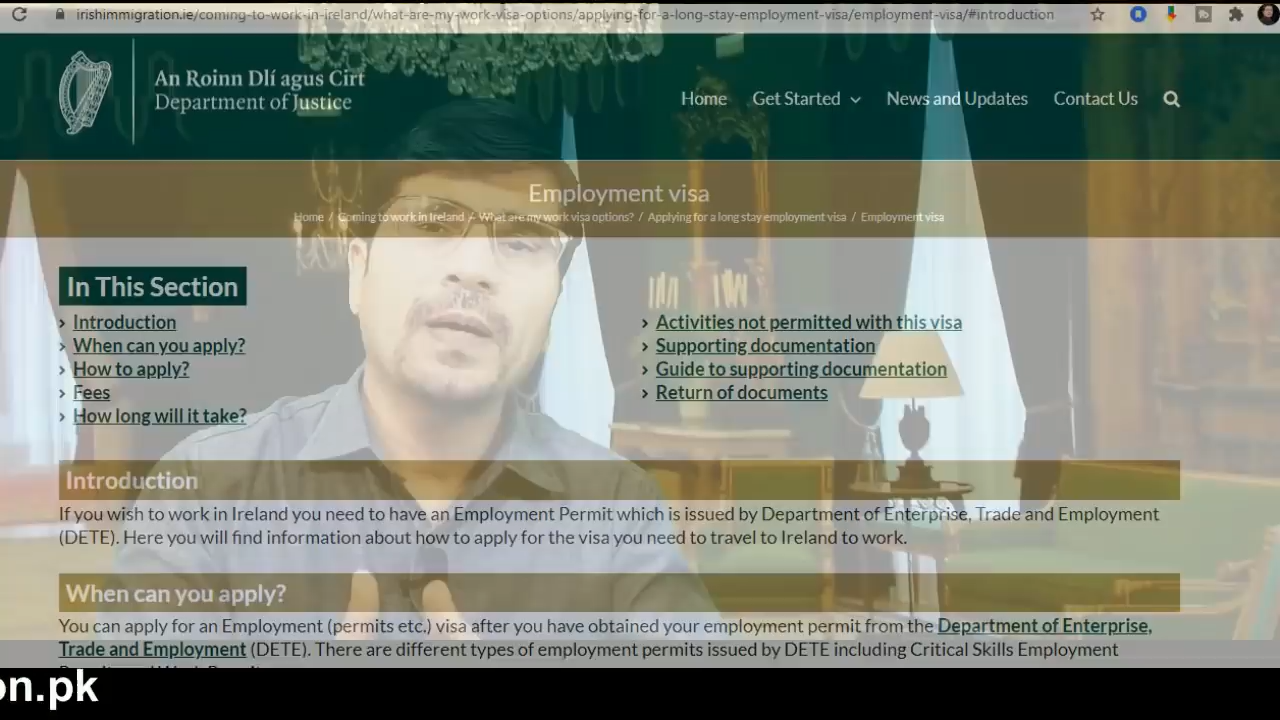 irishimmigration.ie/coming-to-work-in-ireland/what-are-my-work-visa-options/applying-for-a-long-stay-employment-visa/employment-visa/#introduction
An Roinn Dlí agus Cirt
Department of Justice
Home Get Started News and Updates Contact Us
Employment visa
Home / Coming to work in Ireland / What are my work visa options? / Applying for a long stay employment visa / Employment visa
In This Section
Introduction
When can you apply?
How to apply?
Fees
How long will it take?
Activities not permitted with this visa
Supporting documentation
Guide to supporting documentation
Return of documents
Introduction
If you wish to work in Ireland you need to have an Employment Permit which is issued by Department of Enterprise, Trade and Employment
(DETE). Here you will find information about how to apply for the visa you need to travel to Ireland to work.
When can you apply?
You can apply for an Employment (permits etc.) visa after you have obtained your employment permit from the Department of Enterprise,
Trade and Employment (DETE). There are different types of employment permits issued by DETE including Critical Skills Employment
on.pk